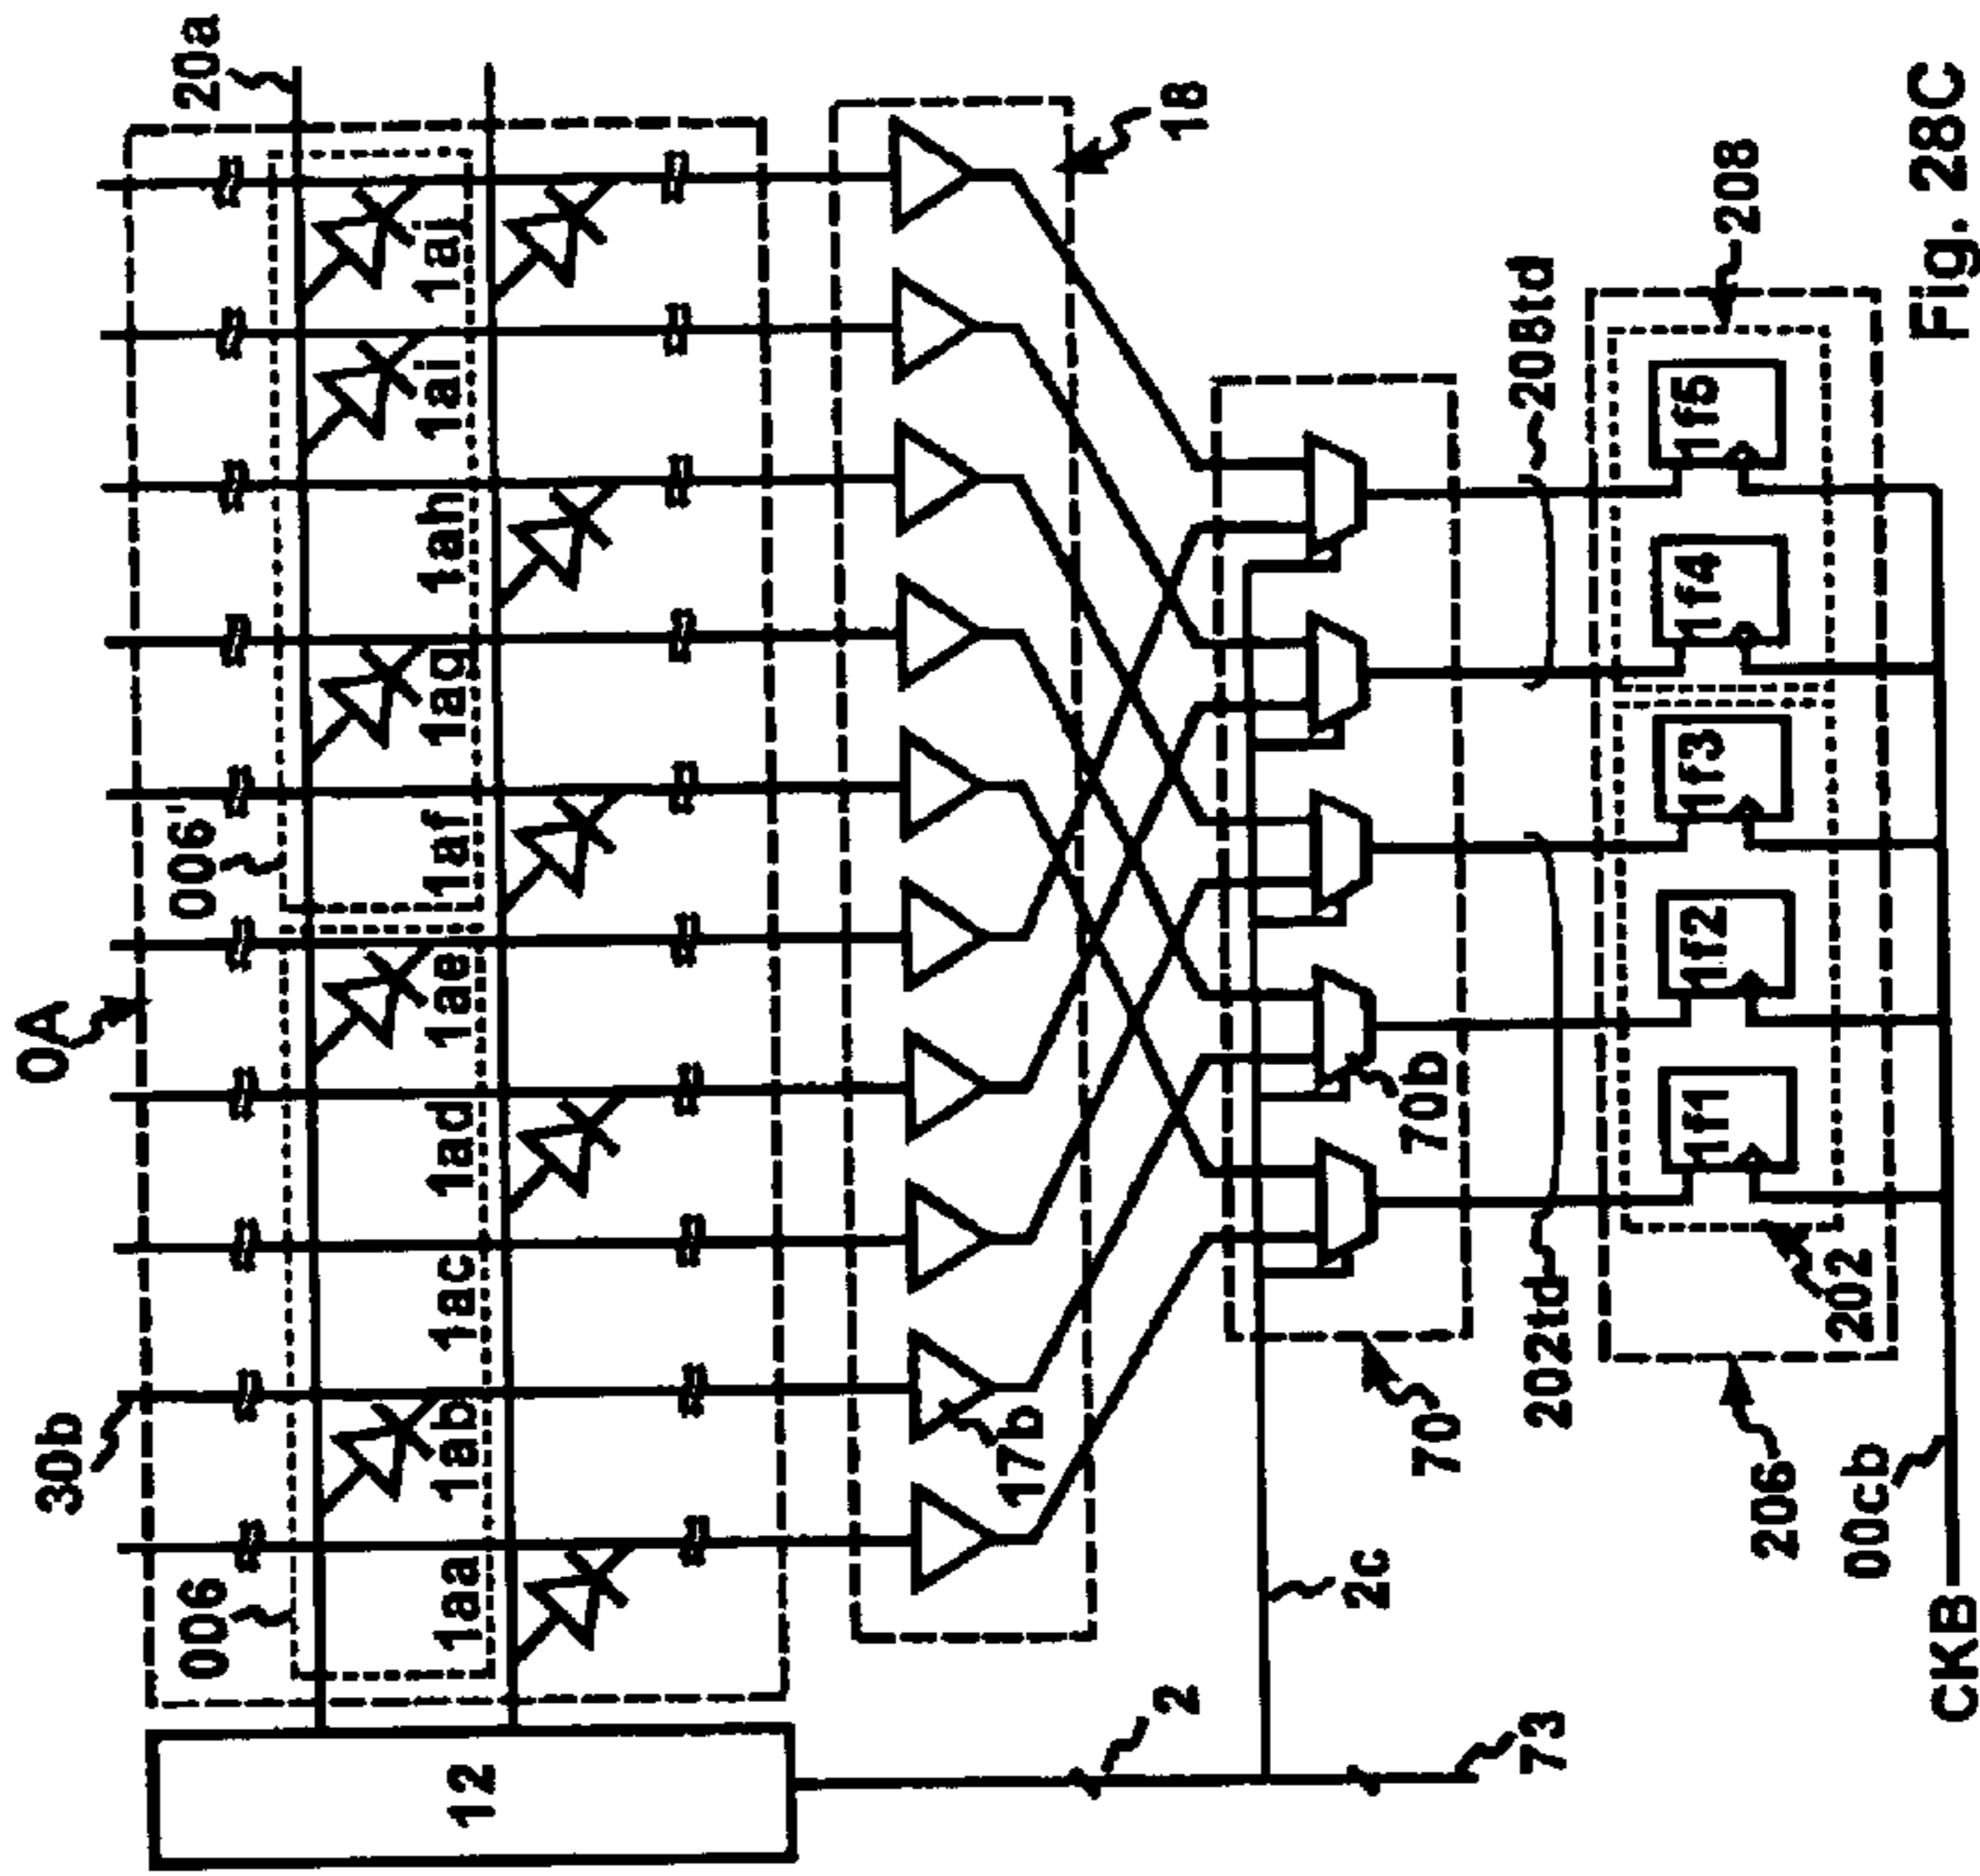 20a
0A
30b
006'
006
1aa
1ab
1ac
1ad
1ae
1af
1ag
1ah
1ai
1aj
12
18
17b
2
2c
73
70
70b
202td
208td
208
1f1
1f2
1f3
1f4
1f5
202
206
00cb
CKB
Fig. 28C